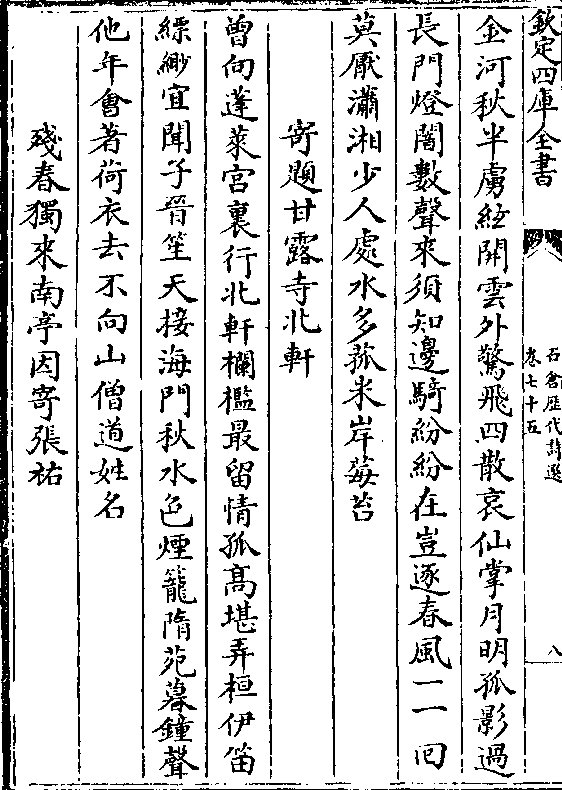 欽定四庫全書
石倉歴代詩選
卷七十五
八
金河秋半虜絃開雲外驚飛四散哀仙掌月明孤影過
長門燈闇數聲來須知邊騎紛紛在豈逐春風一一囘
莫厭瀟湘少人處水多菰米岸莓苔
寄題甘露寺北軒
曾向蓬萊宫裏行北軒欄檻最留情孤髙堪弄桓伊笛
縹緲宜聞子晉笙天接海門秋水色煙籠隋苑暮鐘聲
他年會著荷衣去不向山僧道姓名
殘春獨來南亭因寄張祜